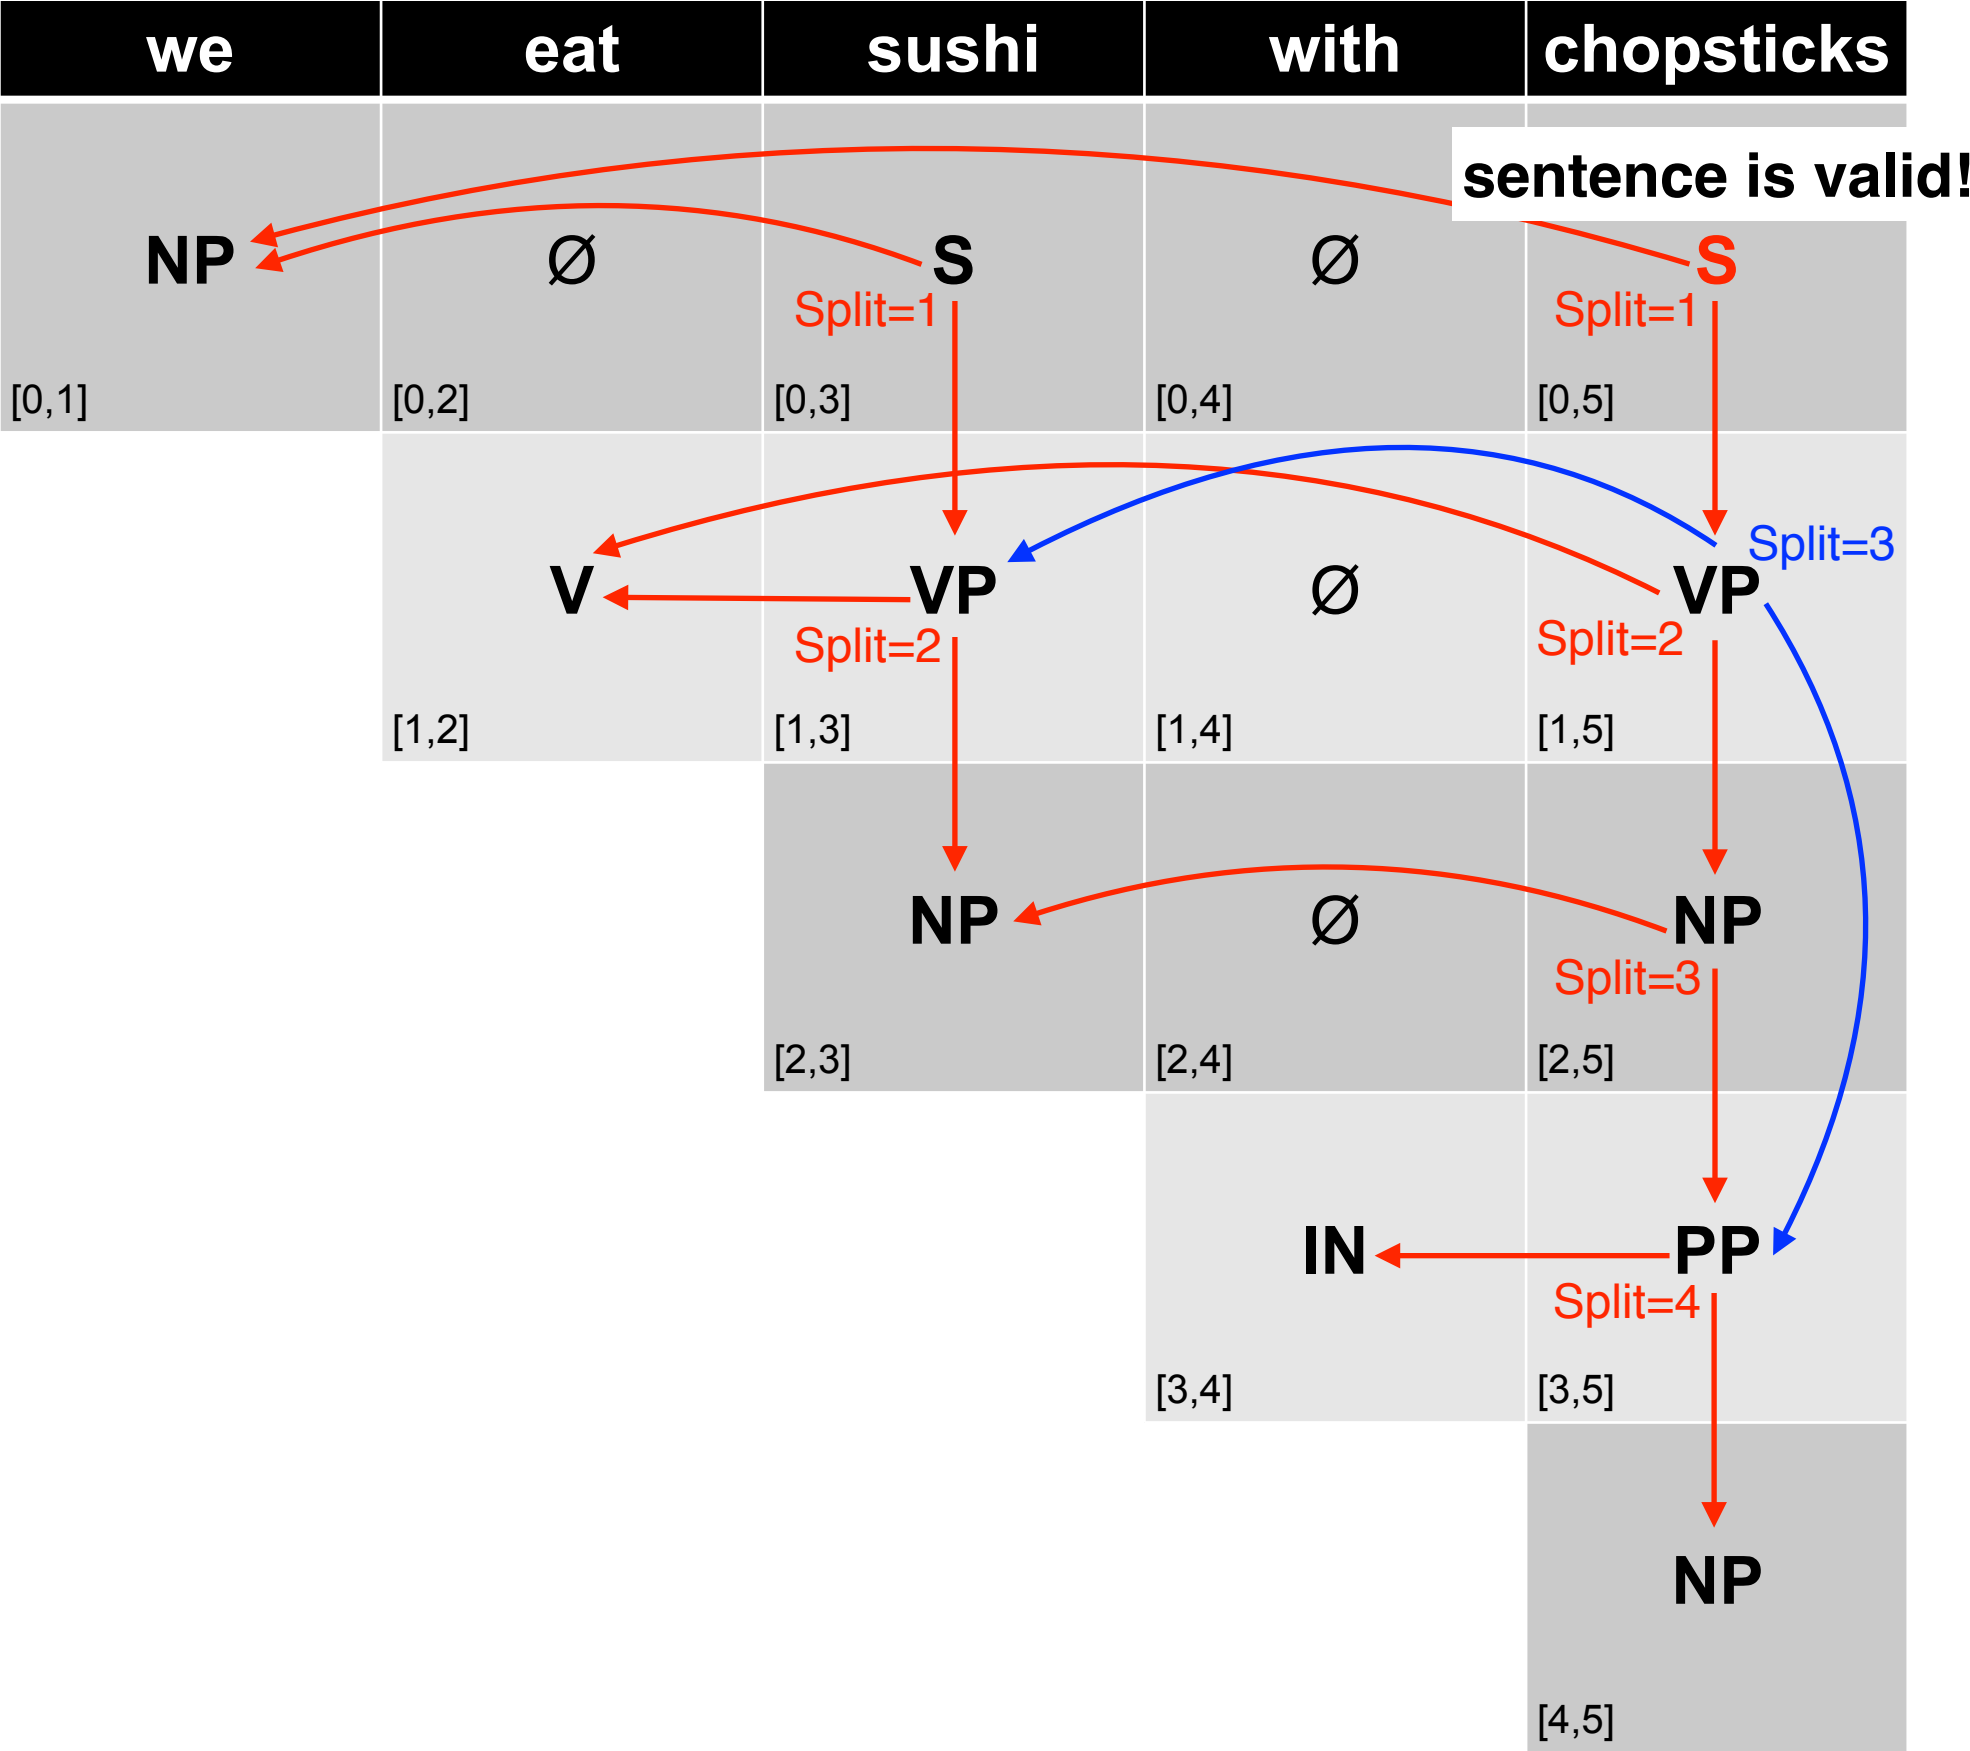 we eat sushi with chopsticks
sentence is valid!
NP Ø S Ø S
Split=1 Split=1
[0,1] [0,2] [0,3] [0,4] [0,5]
Split=3
V VP Ø VP
Split=2 Split=2
[1,2] [1,3] [1,4] [1,5]
NP Ø NP
Split=3
[2,3] [2,4] [2,5]
IN PP
Split=4
[3,4] [3,5]
NP
[4,5]